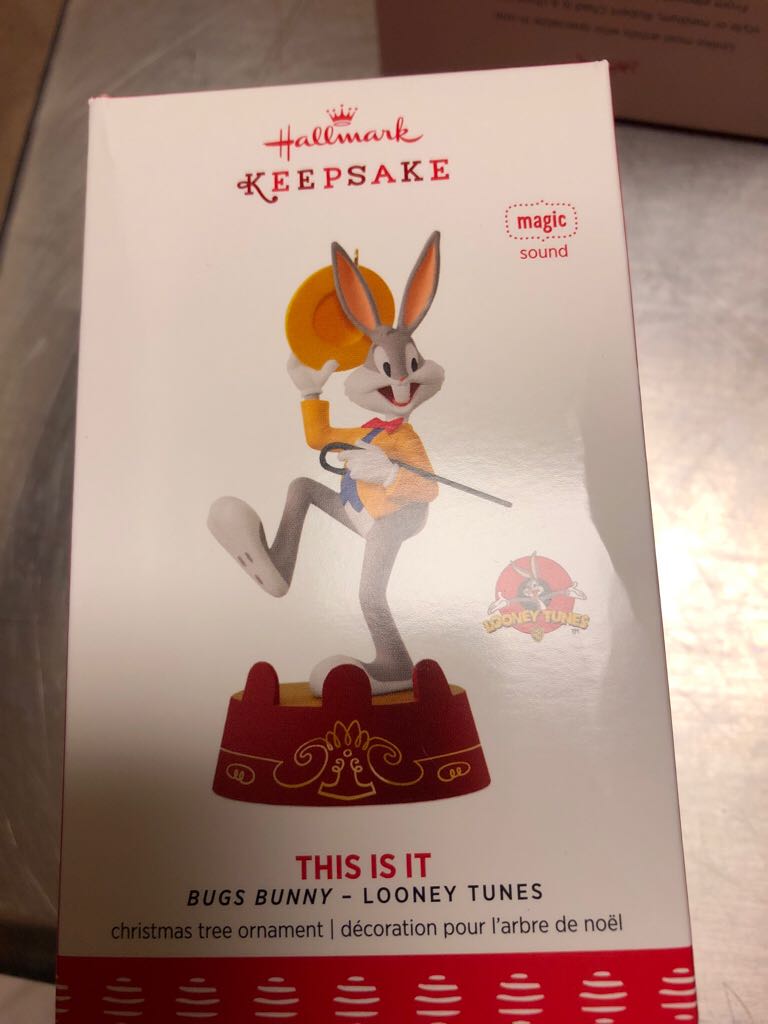 Hallmark
KEEPSAKE
magic
sound
LOONEY TUNES
TM
THIS IS IT
BUGS BUNNY – LOONEY TUNES
christmas tree ornament | décoration pour l'arbre de noël